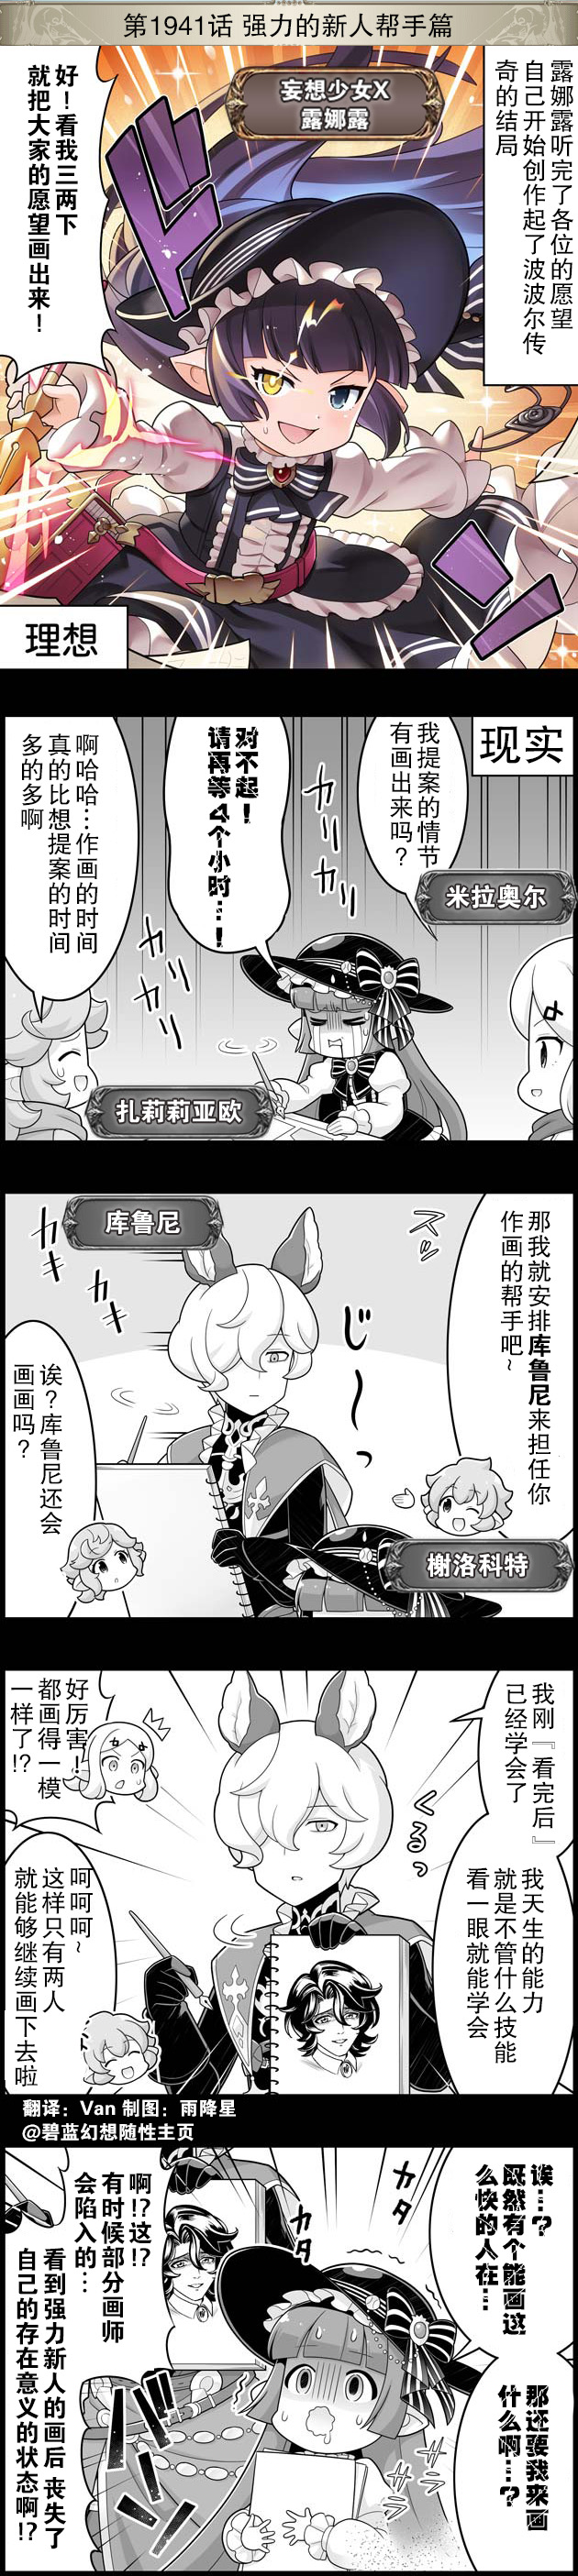 第1941话 强力的新人帮手篇
露娜露听完了各位的愿望
自己开始创作起了波波尔传
奇的结局
妄想少女X
露娜露
好！看我三两下
就把大家的愿望画出来！
ドドン
理想
现实
我提案的情节
有画出来吗？
米拉奥尔
对不起！
请再等4个小时…！
カリカリ
カリカリ
啊哈哈…作画的时间
真的比想提案的时间
多的多啊
扎莉莉亚欧
那我就安排库鲁尼来担任你
作画的帮手吧~
榭洛科特
スッ
じーっ
库鲁尼
カキ
カキ
诶？库鲁尼还会
画画吗？
我刚『看完后』
已经学会了
我天生的能力
就是不管什么技能
看一眼就能学会
くるっ
好厉害！
都画得一模
一样了!?
呵呵呵~
这样只有两人
就能够继续画下去啦
翻译：Van 制图：雨降星
@碧蓝幻想随性主页
诶…？
既然有个能画这
么快的人在…
那还要我来画
什么啊…？
カタ
カタ
啊!?这!?
有时候部分画师
会陷入的…
看到强力新人的画后 丧失了
自己的存在意义的状态啊!?